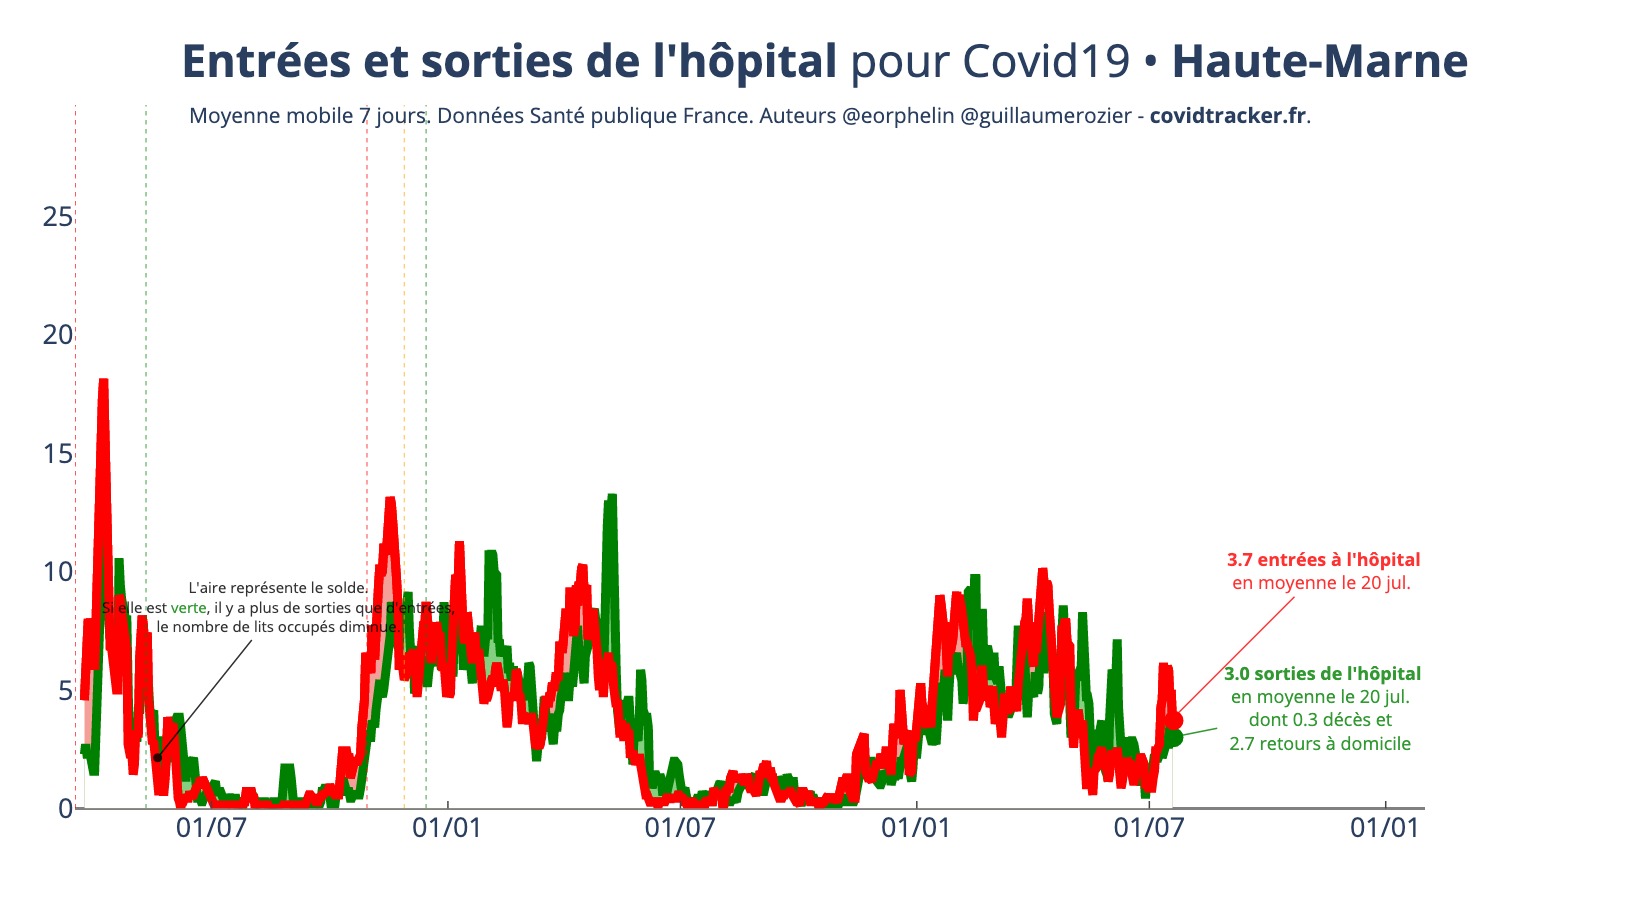 Entrées et sorties de l'hôpital pour Covid19 • Haute-Marne
Moyenne mobile 7 jours. Données Santé publique France. Auteurs @eorphelin @guillaumerozier - covidtracker.fr.
25
20
15
10
5
0
L'aire représente le solde.
Si elle est verte, il y a plus de sorties que d'entrées,
le nombre de lits occupés diminue.
3.7 entrées à l'hôpital
en moyenne le 20 jul.
3.0 sorties de l'hôpital
en moyenne le 20 jul.
dont 0.3 décès et
2.7 retours à domicile
01/07
01/01
01/07
01/01
01/07
01/01